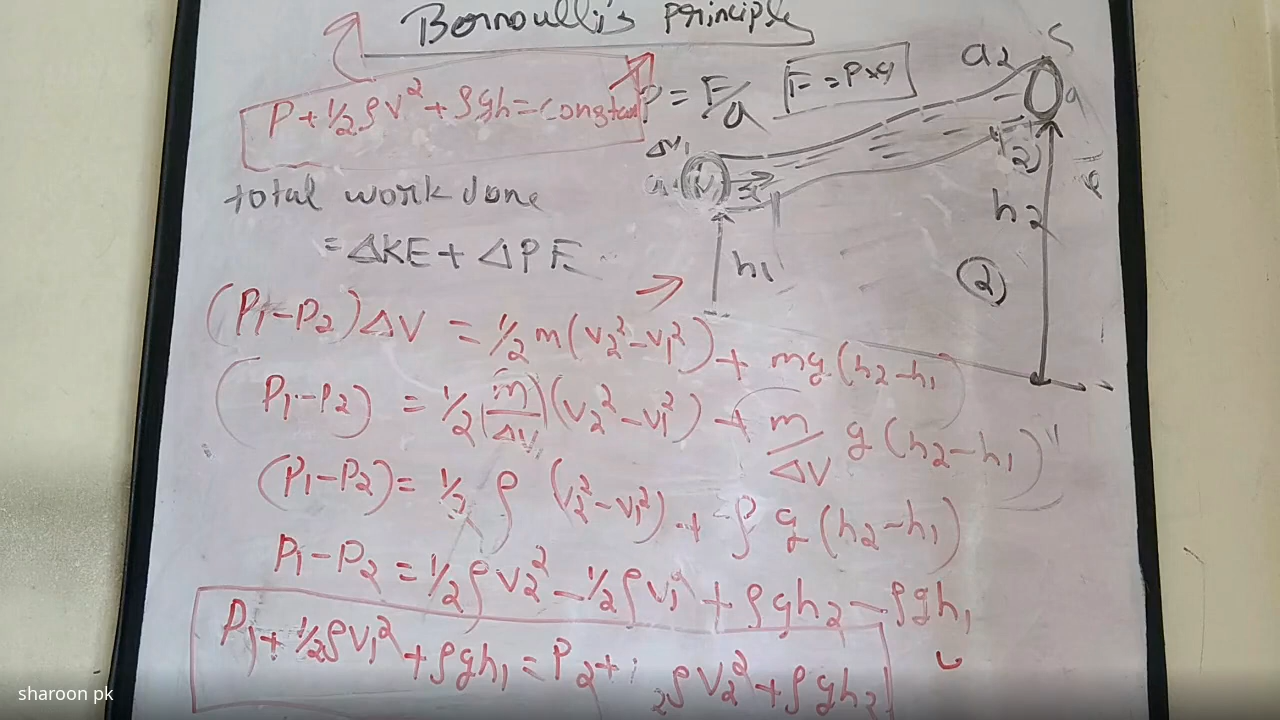 Bernoulli's principle
P + ½ρv² + ρgh = constant
P = F/a
F = P×a
a2
Δv1
h1
h2
②
total work done
= ΔKE + ΔPE
(P1-P2)ΔV = ½m(v2²-v1²) + mg(h2-h1)
(P1-P2) = ½(m/ΔV)(v2²-v1²) + m/ΔV g(h2-h1)
(P1-P2) = ½ ρ (v2²-v1²) + ρ g (h2-h1)
P1-P2 = ½ρv2² - ½ρv1² + ρgh2 - ρgh1
P1 + ½ρv1² + ρgh1 = P2 + ½ρv2² + ρgh2
sharoon pk